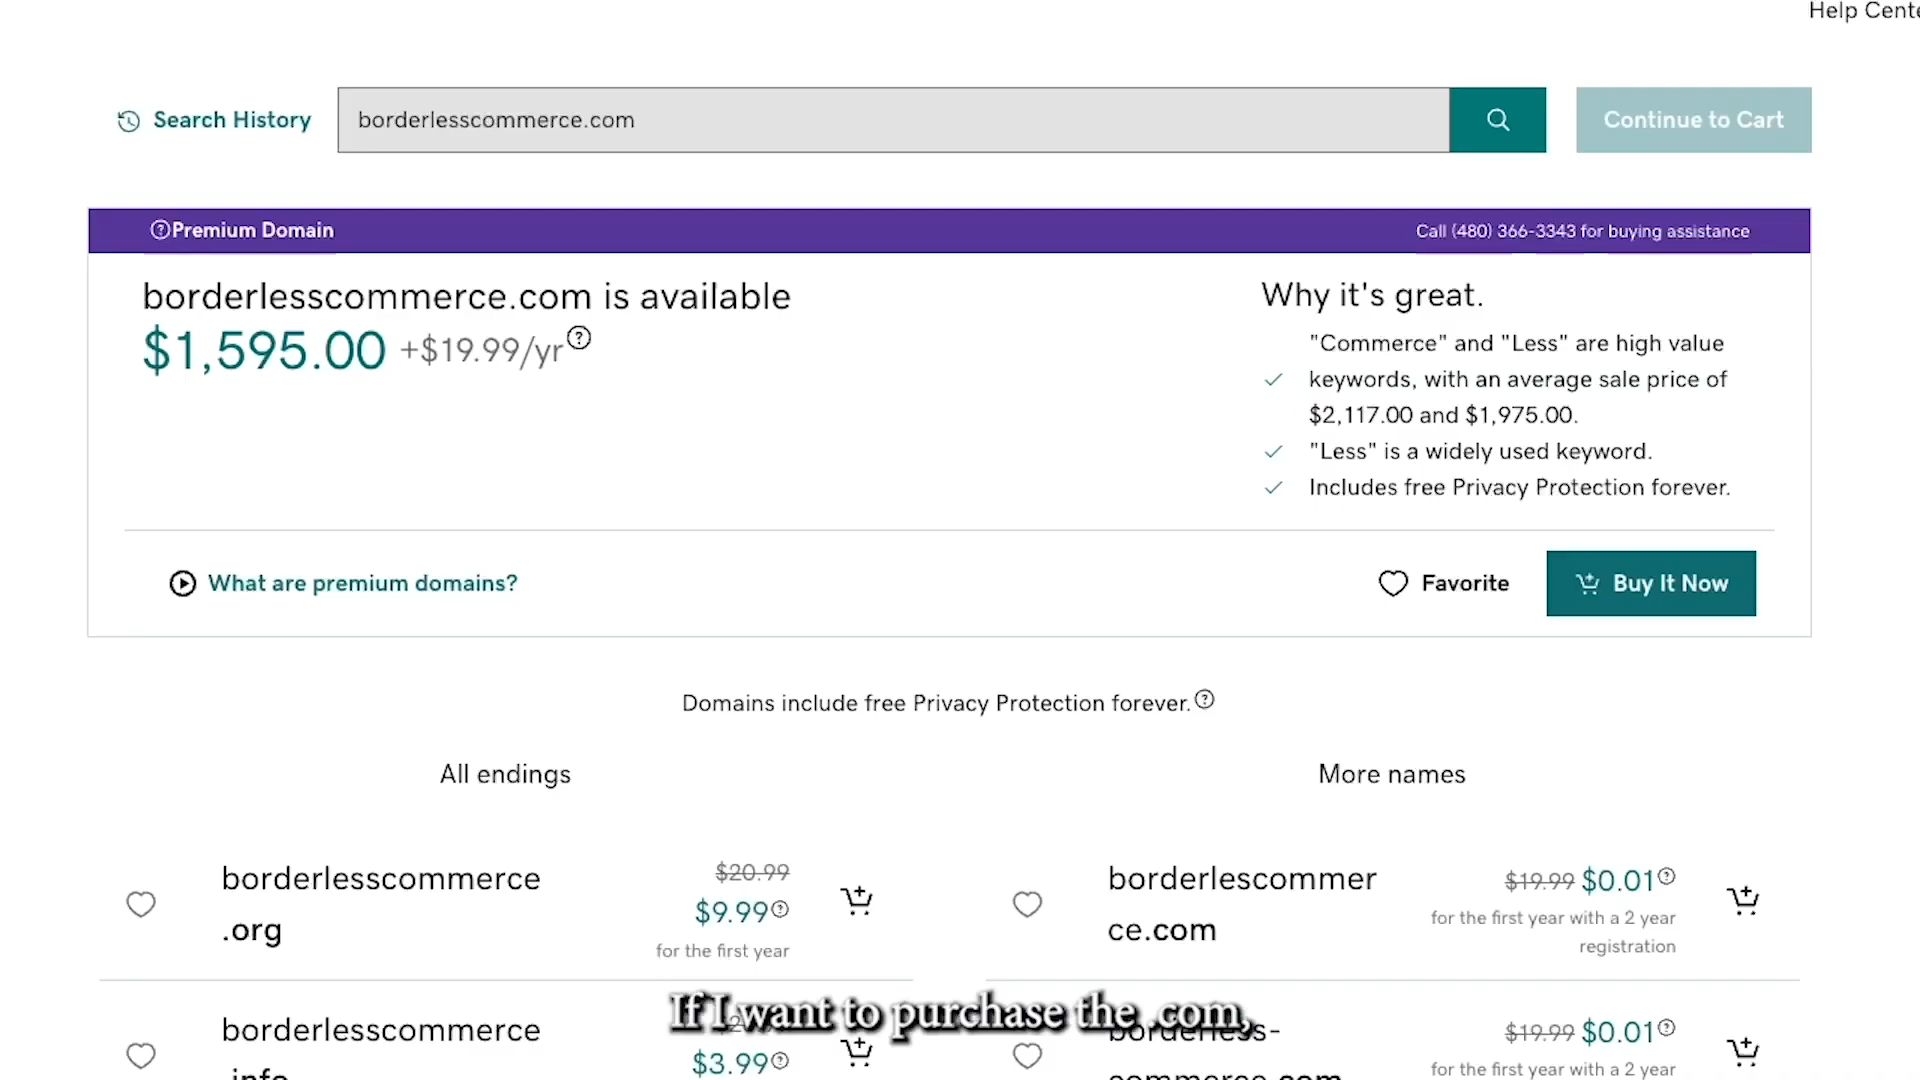 Help Cente
Search History
borderlesscommerce.com
Continue to Cart
Premium Domain
Call (480) 366-3343 for buying assistance
borderlesscommerce.com is available
$1,595.00 +$19.99/yr
Why it's great.
"Commerce" and "Less" are high value
keywords, with an average sale price of
$2,117.00 and $1,975.00.
"Less" is a widely used keyword.
Includes free Privacy Protection forever.
What are premium domains?
Favorite
Buy It Now
Domains include free Privacy Protection forever.
All endings
borderlesscommerce
.org
$20.99
$9.99
for the first year
borderlesscommerce
.info
$3.99
More names
borderlescommer
ce.com
$19.99 $0.01
for the first year with a 2 year
registration
borderless-
commerce.com
$19.99 $0.01
for the first year with a 2 year
If I want to purchase the .com,